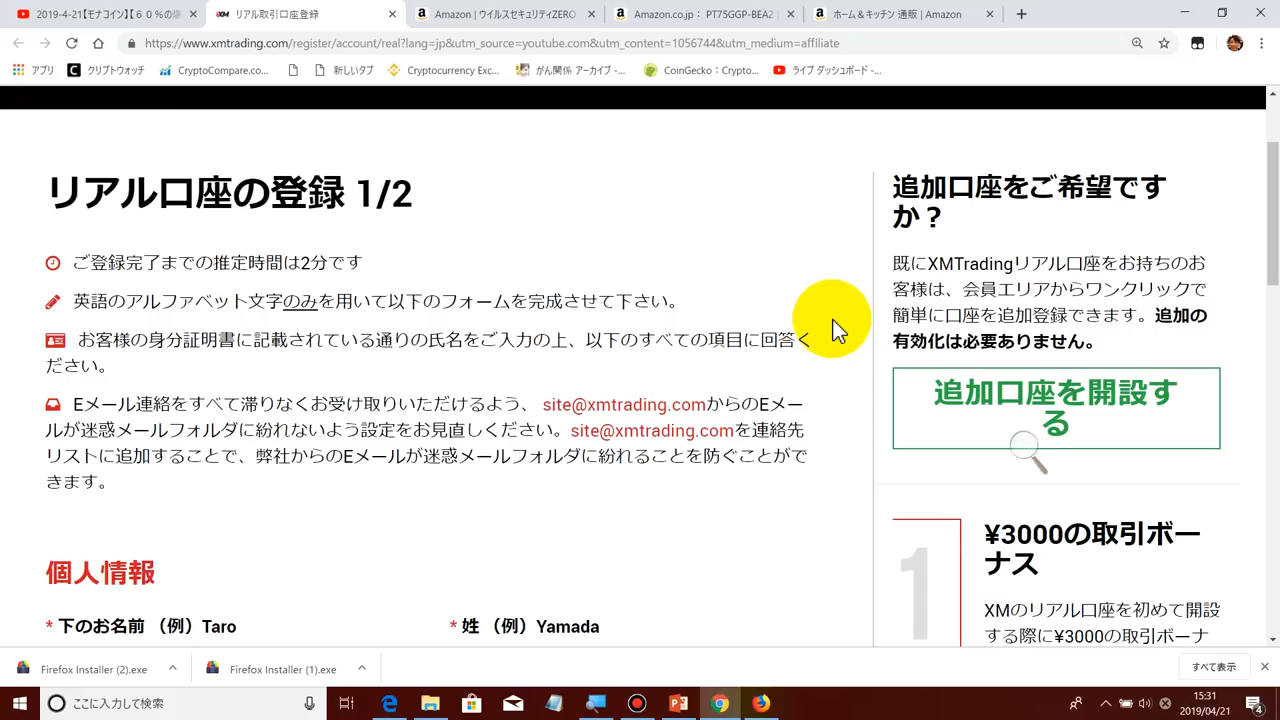 2019-4-21【モナコイン】【６０％の爆
リアル取引口座登録
Amazon | ウイルスセキュリティZERO
Amazon.co.jp： PT75GGP-BEA2
ホーム＆キッチン 通販 | Amazon
https://www.xmtrading.com/register/account/real?lang=jp&utm_source=youtube.com&utm_content=1056744&utm_medium=affiliate
アプリ
クリプトウォッチ
CryptoCompare.co...
新しいタブ
Cryptocurrency Exc...
がん関係 アーカイブ -...
CoinGecko：Crypto...
ライブ ダッシュボード -...
リアル口座の登録 1/2
ご登録完了までの推定時間は2分です
英語のアルファベット文字のみを用いて以下のフォームを完成させて下さい。
お客様の身分証明書に記載されている通りの氏名をご入力の上、以下のすべての項目に回答く
ださい。
Eメール連絡をすべて滞りなくお受け取りいただけるよう、 site@xmtrading.comからのEメー
ルが迷惑メールフォルダに紛れないよう設定をお見直しください。site@xmtrading.comを連絡先
リストに追加することで、弊社からのEメールが迷惑メールフォルダに紛れることを防ぐことがで
きます。
個人情報
* 下のお名前 （例）Taro
* 姓 （例）Yamada
追加口座をご希望です
か？
既にXMTradingリアル口座をお持ちのお
客様は、会員エリアからワンクリックで
簡単に口座を追加登録できます。追加の
有効化は必要ありません。
追加口座を開設す
る
1
¥3000の取引ボー
ナス
XMのリアル口座を初めて開設
する際に¥3000の取引ボーナ
Firefox Installer (2).exe
Firefox Installer (1).exe
すべて表示
ここに入力して検索
15:31
2019/04/21
4